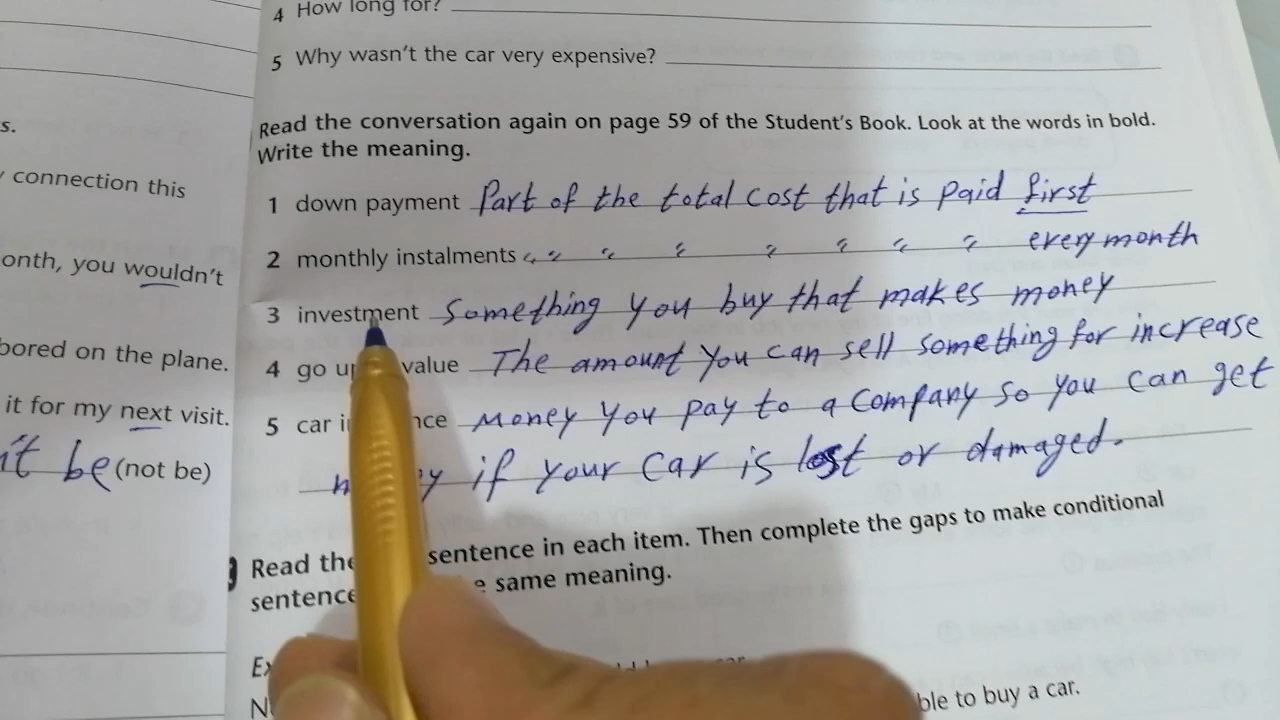 4 How long for?
5 Why wasn't the car very expensive?
s.
Read the conversation again on page 59 of the Student's Book. Look at the words in bold.
Write the meaning.
connection this
1 down payment Part of the total cost that is paid first
2 monthly instalments " " " " " " " every month
onth, you wouldn't
3 investment Something you buy that makes money
4 go up value The amount you can sell something for increase
bored on the plane.
5 car Money you pay to a Company so you can get
it for my next visit.
if your car is lost or damaged.
it be (not be)
Read the sentence in each item. Then complete the gaps to make conditional
sentence same meaning.
ble to buy a car.